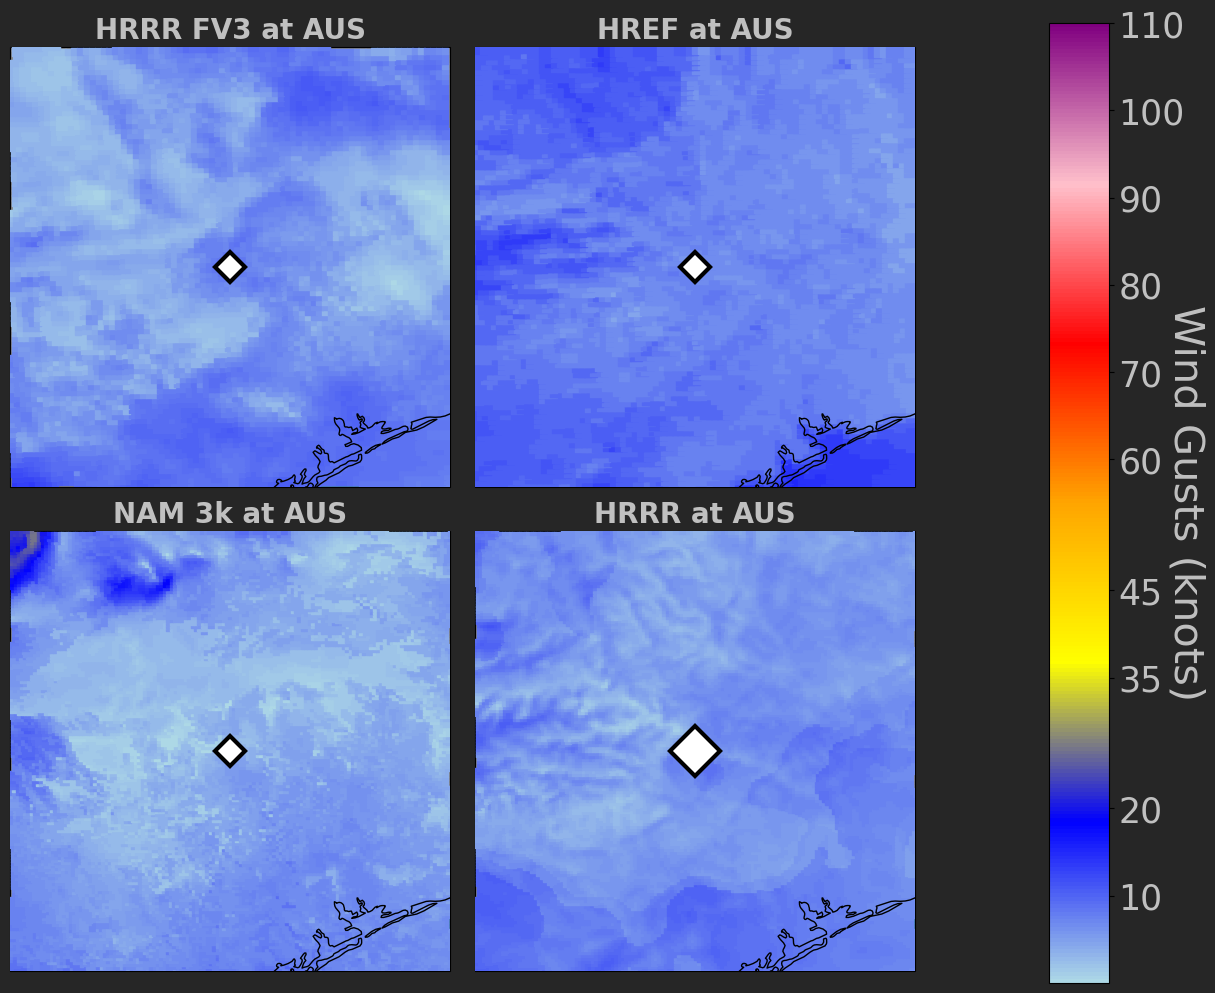 HRRR FV3 at AUS
HREF at AUS
NAM 3k at AUS
HRRR at AUS
110
100
90
80
70
60
45
35
20
10
Wind Gusts (knots)